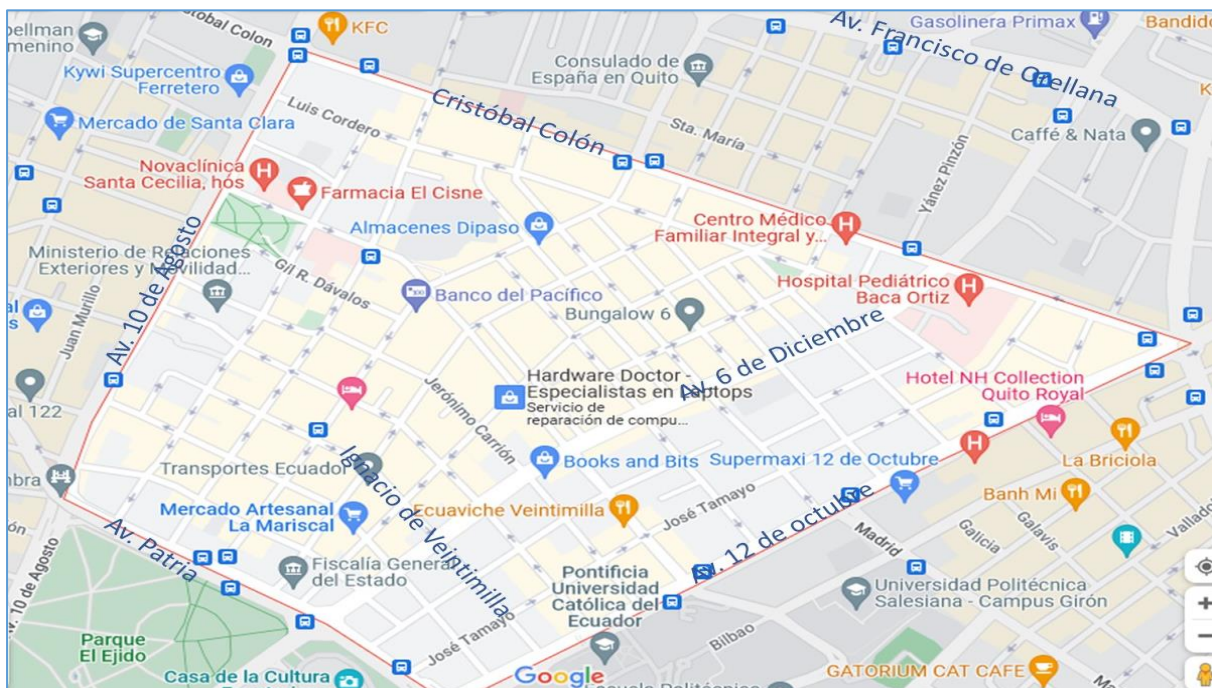 KFC
Cristobal Colon
Gasolinera Primax
Av. Francisco de Orellana
Bandido
Kywi Supercentro
Ferretero
Consulado de
España en Quito
Cristóbal Colón
Luis Cordero
Mercado de Santa Clara
Sta. María
Caffé & Nata
Yánez Pinzón
Novaclínica
Santa Cecilia, hós
Farmacia El Cisne
Almacenes Dipaso
Centro Médico
Familiar Integral y...
Av. 10 de Agosto
Ministerio de Relaciones
Exteriores y Movilidad...
Gil R. Dávalos
Banco del Pacífico
Hospital Pediátrico
Baca Ortiz
Bungalow 6
Juan Murillo
Av. 6 de Diciembre
Hardware Doctor -
Especialistas en Laptops
Servicio de
reparación de compu...
Hotel NH Collection
Quito Royal
Jerónimo Carrión
Ignacio de Veintimilla
Transportes Ecuador
Books and Bits
Supermaxi 12 de Octubre
La Briciola
Mercado Artesanal
La Mariscal
Ecuaviche Veintimilla
José Tamayo
Av. 12 de octubre
Banh Mi
Madrid
Galicia
Galavis
Av. Patria
Fiscalía General
del Estado
Pontificia
Universidad
Católica del
Ecuador
Universidad Politécnica
Salesiana - Campus Girón
Av. 10 de Agosto
Parque
El Ejido
José Tamayo
Bilbao
Casa de la Cultura
Google
GATORIUM CAT CAFE